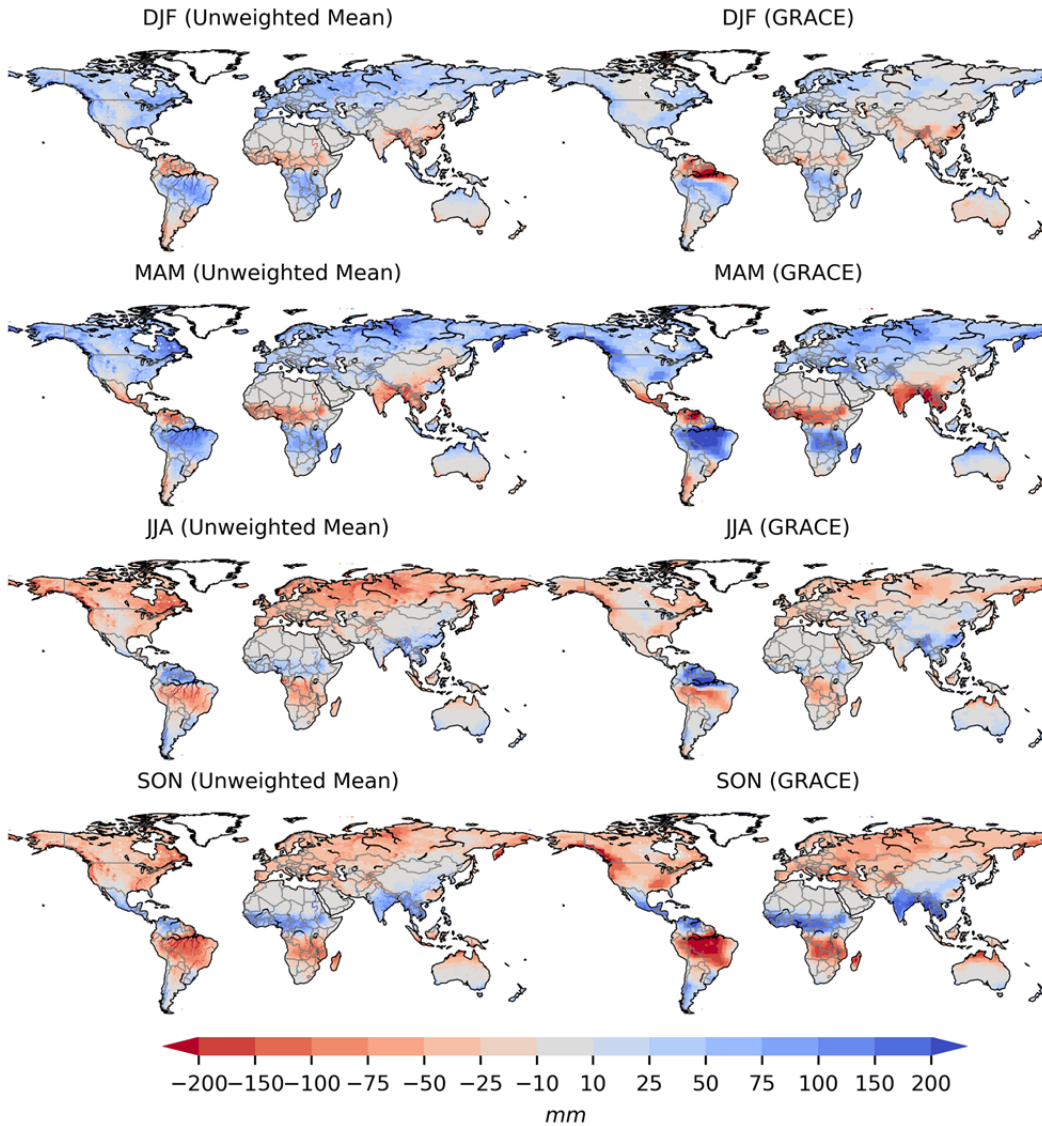 DJF (Unweighted Mean)
DJF (GRACE)
MAM (Unweighted Mean)
MAM (GRACE)
JJA (Unweighted Mean)
JJA (GRACE)
SON (Unweighted Mean)
SON (GRACE)
−200 −150 −100 −75 −50 −25 −10 10 25 50 75 100 150 200
mm